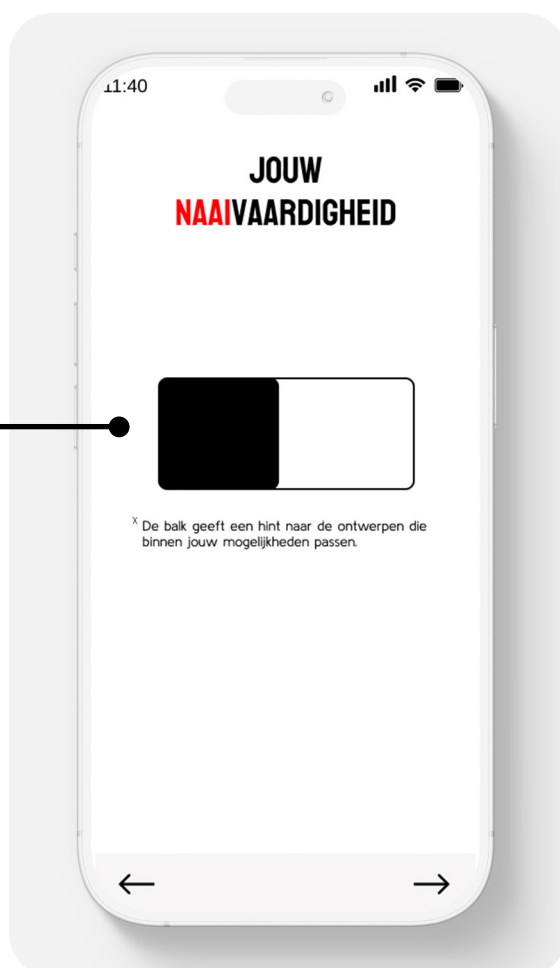 11:40
JOUW
NAAIVAARDIGHEID
X De balk geeft een hint naar de ontwerpen die
binnen jouw mogelijkheden passen.